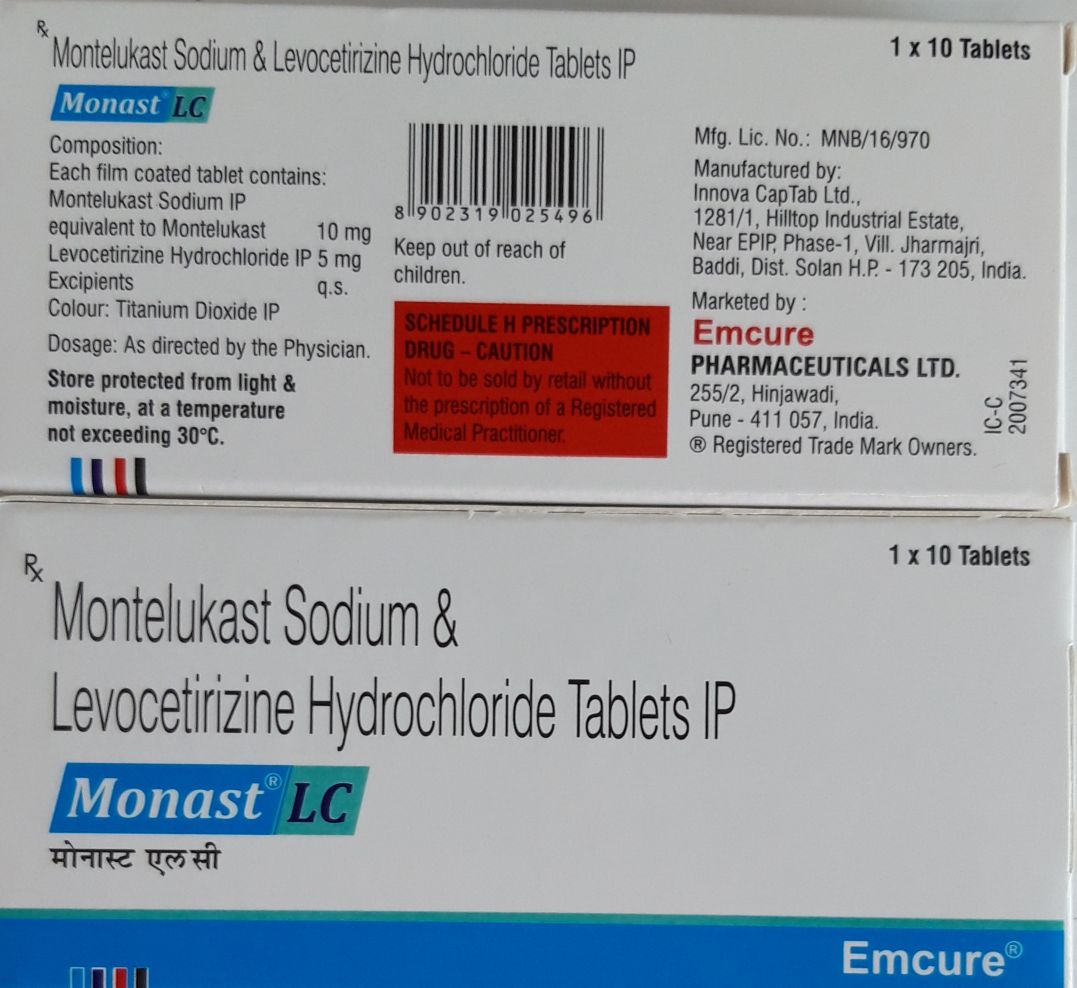 Rx
Montelukast Sodium & Levocetirizine Hydrochloride Tablets IP
1 x 10 Tablets
Monast® LC
Composition:
Each film coated tablet contains:
Montelukast Sodium IP
equivalent to Montelukast 10 mg
Levocetirizine Hydrochloride IP 5 mg
Excipients q.s.
Colour: Titanium Dioxide IP
Dosage: As directed by the Physician.
Store protected from light &
moisture, at a temperature
not exceeding 30°C.
8 902319 025496
Keep out of reach of
children.
SCHEDULE H PRESCRIPTION
DRUG – CAUTION
Not to be sold by retail without
the prescription of a Registered
Medical Practitioner.
Mfg. Lic. No.: MNB/16/970
Manufactured by:
Innova CapTab Ltd.,
1281/1, Hilltop Industrial Estate,
Near EPIP, Phase-1, Vill. Jharmajri,
Baddi, Dist. Solan H.P. - 173 205, India.
Marketed by :
Emcure
PHARMACEUTICALS LTD.
255/2, Hinjawadi,
Pune - 411 057, India.
® Registered Trade Mark Owners.
IC-C
2007341
Rx
1 x 10 Tablets
Montelukast Sodium &
Levocetirizine Hydrochloride Tablets IP
Monast® LC
मोनास्ट एल सी
Emcure®